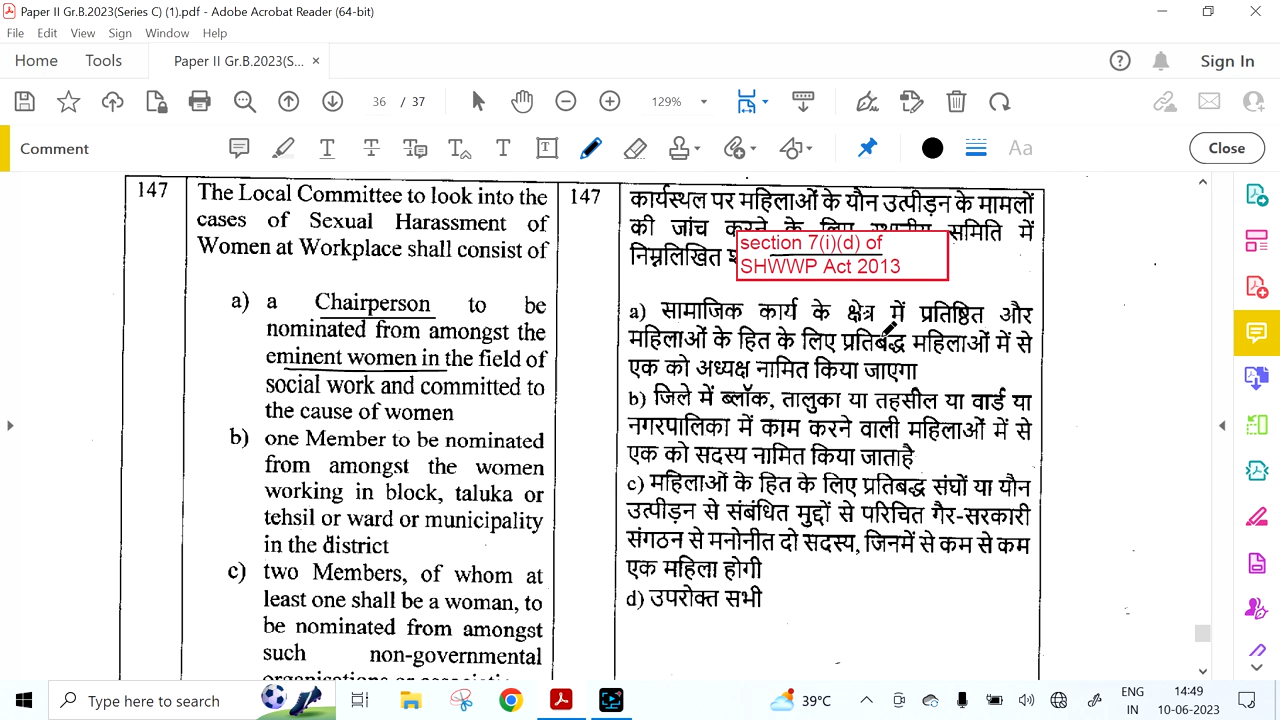 Paper II Gr.B.2023(Series C) (1).pdf - Adobe Acrobat Reader (64-bit)
File Edit View Sign Window Help
Home Tools Paper II Gr.B.2023(S... × Sign In
36 / 37 129%
Comment Aa Close
147 The Local Committee to look into the
cases of Sexual Harassment of
Women at Workplace shall consist of
a) a Chairperson to be
nominated from amongst the
eminent women in the field of
social work and committed to
the cause of women
b) one Member to be nominated
from amongst the women
working in block, taluka or
tehsil or ward or municipality
in the district
c) two Members, of whom at
least one shall be a woman, to
be nominated from amongst
such non-governmental
147 कार्यस्थल पर महिलाओं के यौन उत्पीड़न के मामलों
की जांच करने के लिए स्थानीय समिति में
निम्नलिखित
section 7(i)(d) of
SHWWP Act 2013
a) सामाजिक कार्य के क्षेत्र में प्रतिष्ठित और
महिलाओं के हित के लिए प्रतिबद्ध महिलाओं में से
एक को अध्यक्ष नामित किया जाएगा
b) जिले में ब्लॉक, तालुका या तहसील या वार्ड या
नगरपालिका में काम करने वाली महिलाओं में से
एक को सदस्य नामित किया जाताहै
c) महिलाओं के हित के लिए प्रतिबद्ध संघों या यौन
उत्पीड़न से संबंधित मुद्दों से परिचित गैर-सरकारी
संगठन से मनोनीत दो सदस्य, जिनमें से कम से कम
एक महिला होगी
d) उपरोक्त सभी
Type here to search 39°C ENG 14:49
IN 10-06-2023